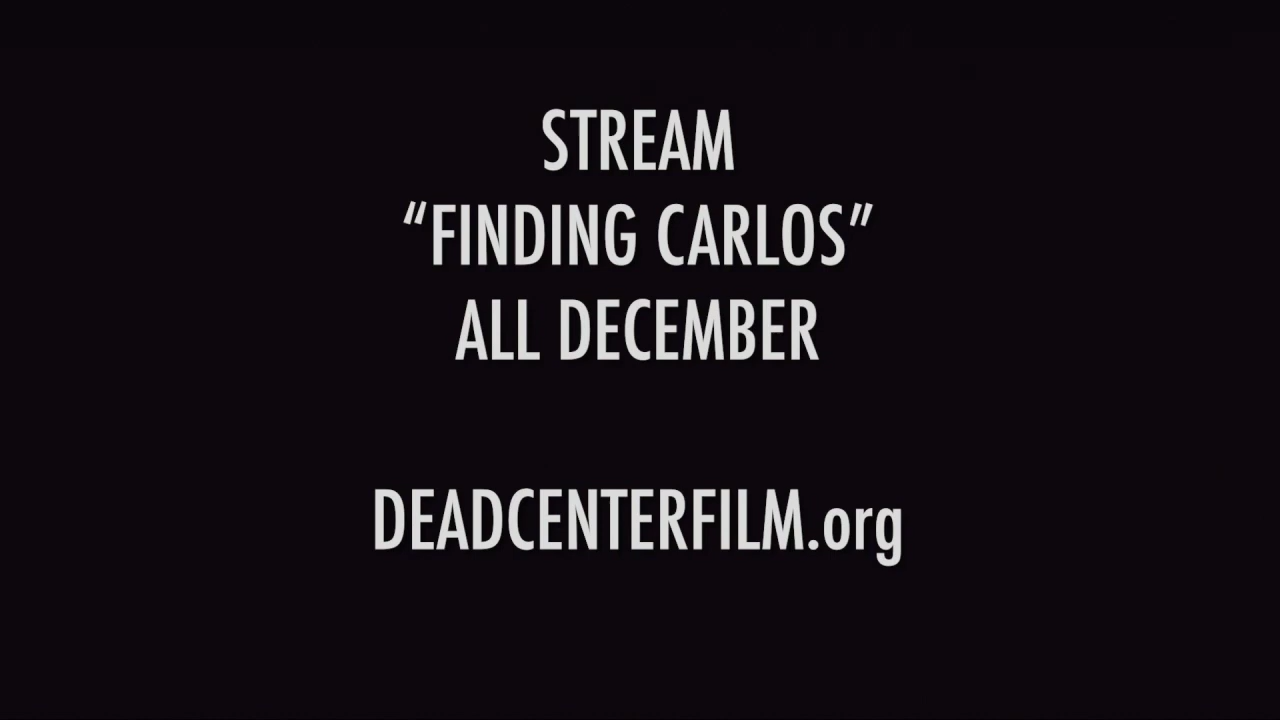 STREAM
“FINDING CARLOS”
ALL DECEMBER
DEADCENTERFILM.org